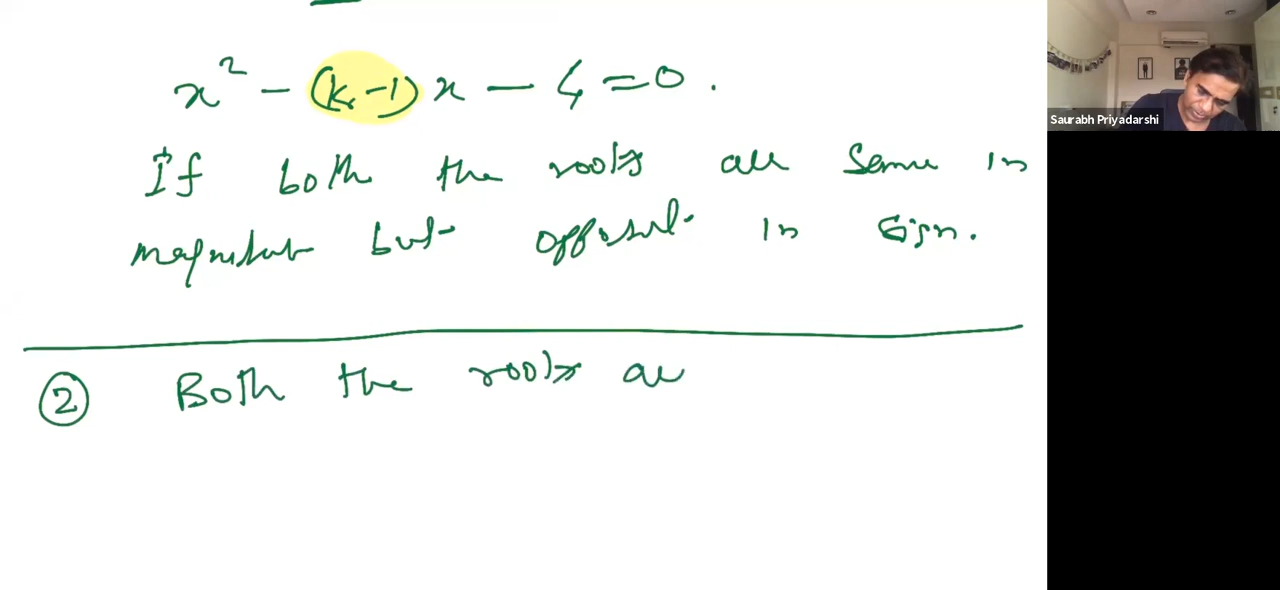 x² - (k-1)x - 4 = 0.
Saurabh Priyadarshi
If both the roots are same in
magnitude but opposite in sign.
② Both the roots are